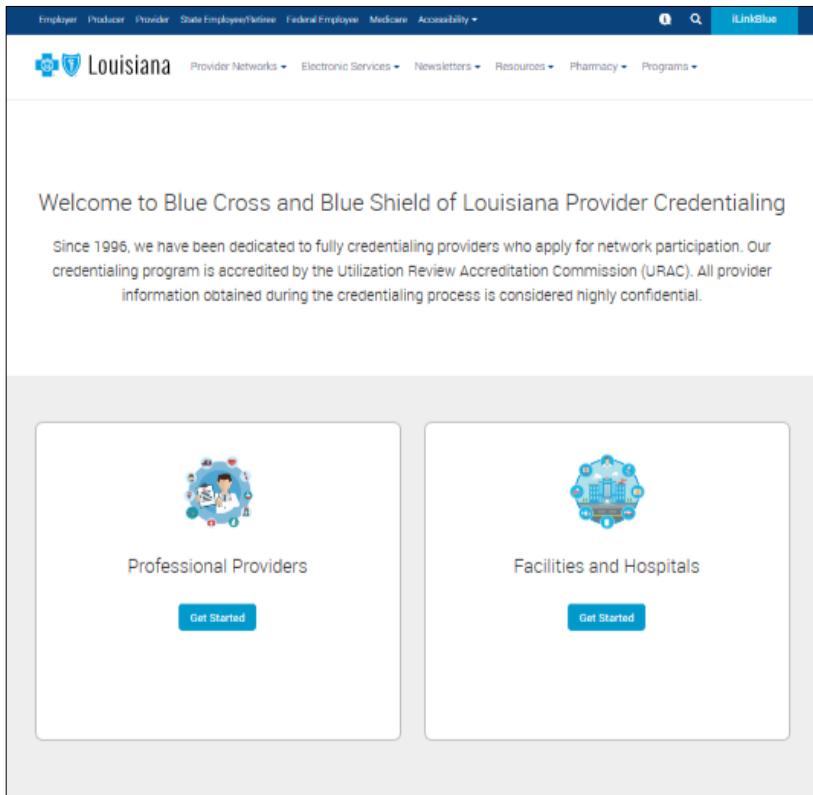 Employer Producer Provider State Employee/Retiree Federal Employee Medicare Accessibility iLinkBlue
Louisiana Provider Networks Electronic Services Newsletters Resources Pharmacy Programs
Welcome to Blue Cross and Blue Shield of Louisiana Provider Credentialing
Since 1996, we have been dedicated to fully credentialing providers who apply for network participation. Our
credentialing program is accredited by the Utilization Review Accreditation Commission (URAC). All provider
information obtained during the credentialing process is considered highly confidential.
Professional Providers
Get Started
Facilities and Hospitals
Get Started